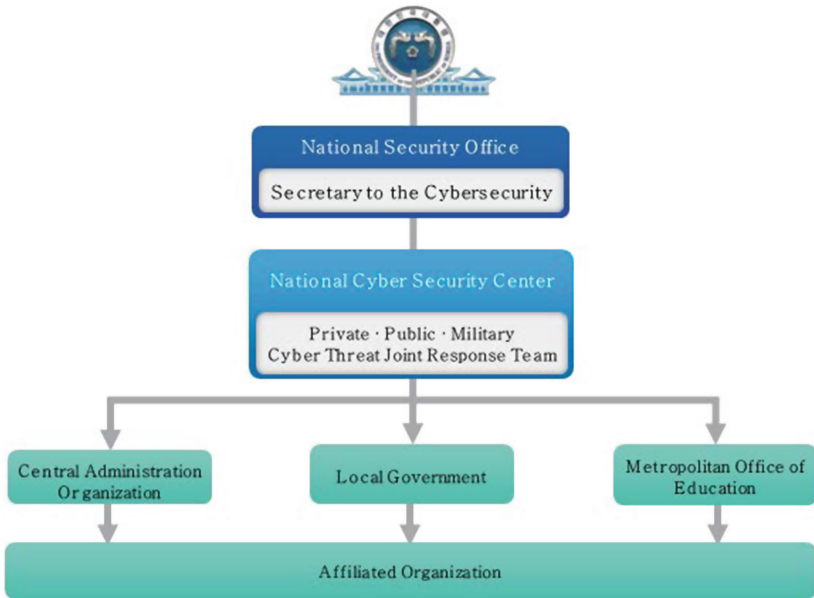 National Security Office
Secretary to the Cybersecurity
National Cyber Security Center
Private · Public · Military
Cyber Threat Joint Response Team
Central Administration
Organization
Local Government
Metropolitan Office of
Education
Affiliated Organization